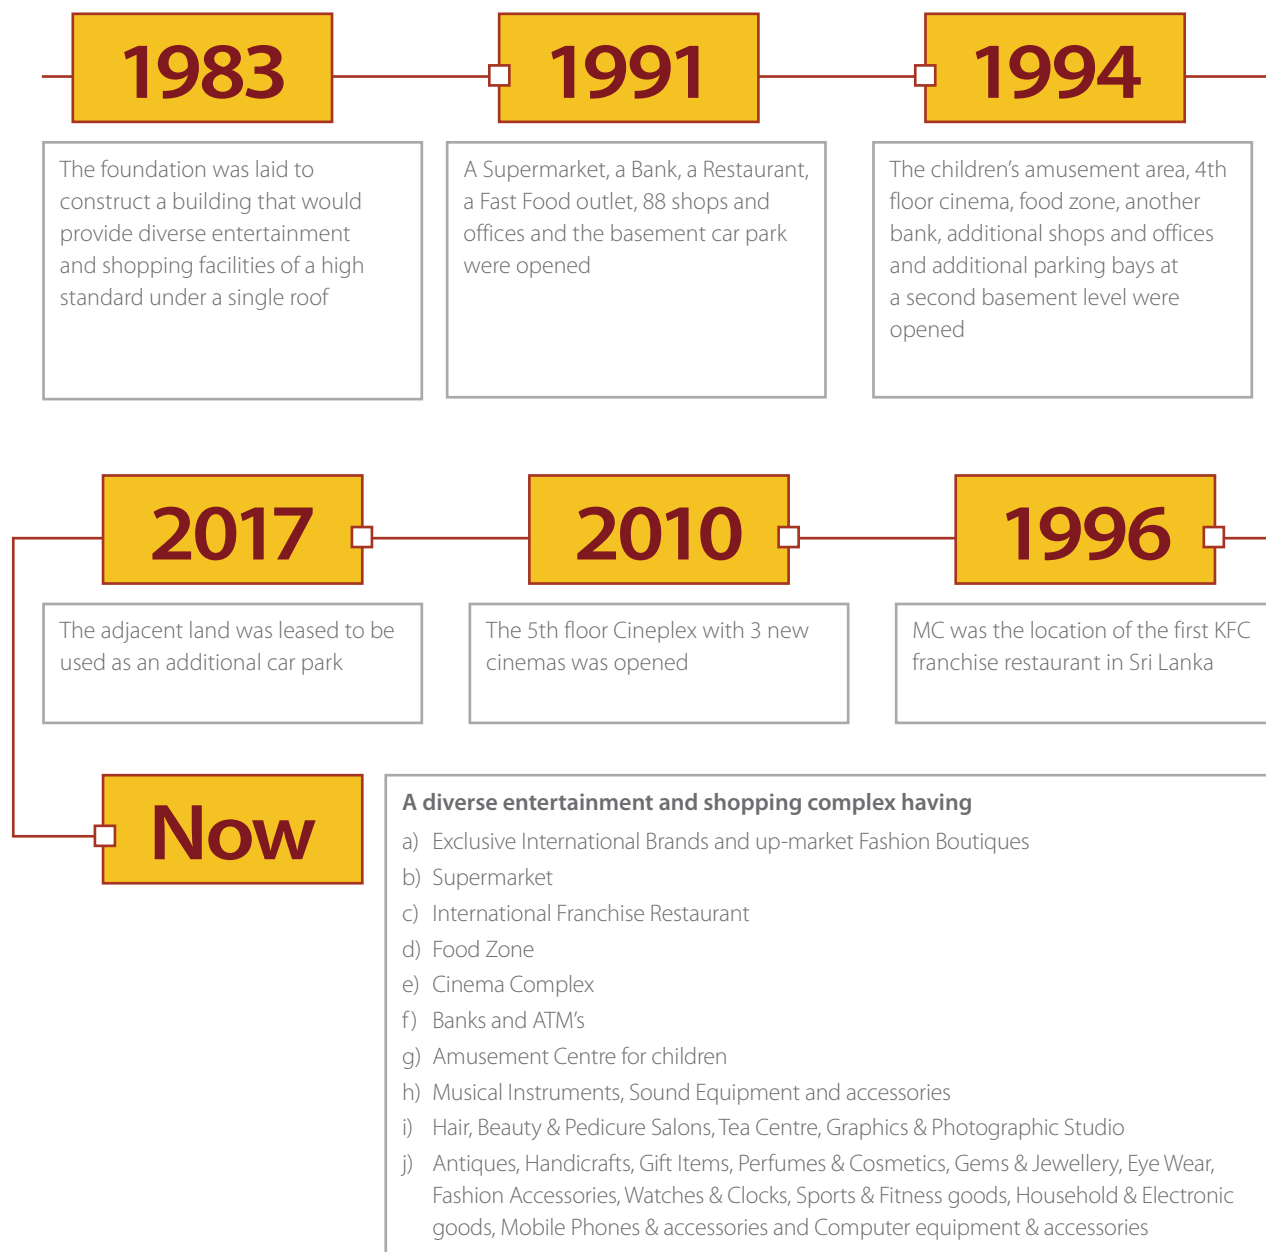 1983
The foundation was laid to
construct a building that would
provide diverse entertainment
and shopping facilities of a high
standard under a single roof
1991
A Supermarket, a Bank, a Restaurant,
a Fast Food outlet, 88 shops and
offices and the basement car park
were opened
1994
The children's amusement area, 4th
floor cinema, food zone, another
bank, additional shops and offices
and additional parking bays at
a second basement level were
opened
1996
MC was the location of the first KFC
franchise restaurant in Sri Lanka
2010
The 5th floor Cineplex with 3 new
cinemas was opened
2017
The adjacent land was leased to be
used as an additional car park
Now
A diverse entertainment and shopping complex having
a) Exclusive International Brands and up-market Fashion Boutiques
b) Supermarket
c) International Franchise Restaurant
d) Food Zone
e) Cinema Complex
f) Banks and ATM's
g) Amusement Centre for children
h) Musical Instruments, Sound Equipment and accessories
i) Hair, Beauty & Pedicure Salons, Tea Centre, Graphics & Photographic Studio
j) Antiques, Handicrafts, Gift Items, Perfumes & Cosmetics, Gems & Jewellery, Eye Wear,
Fashion Accessories, Watches & Clocks, Sports & Fitness goods, Household & Electronic
goods, Mobile Phones & accessories and Computer equipment & accessories